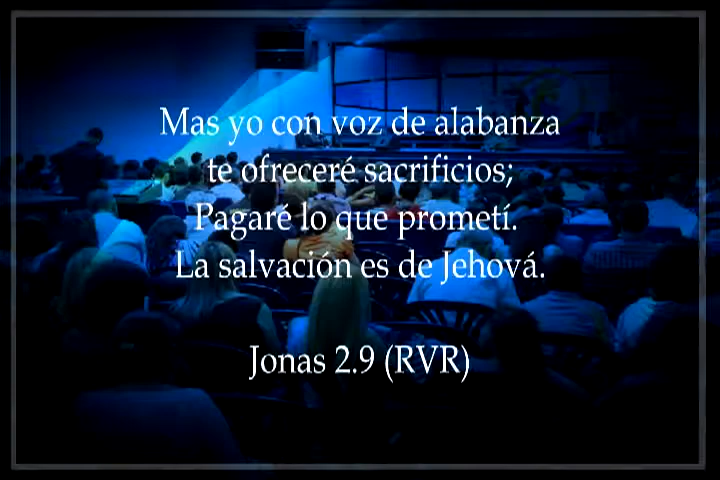 Mas yo con voz de alabanza
te ofreceré sacrificios;
Pagaré lo que prometí.
La salvación es de Jehová.
Jonas 2.9 (RVR)